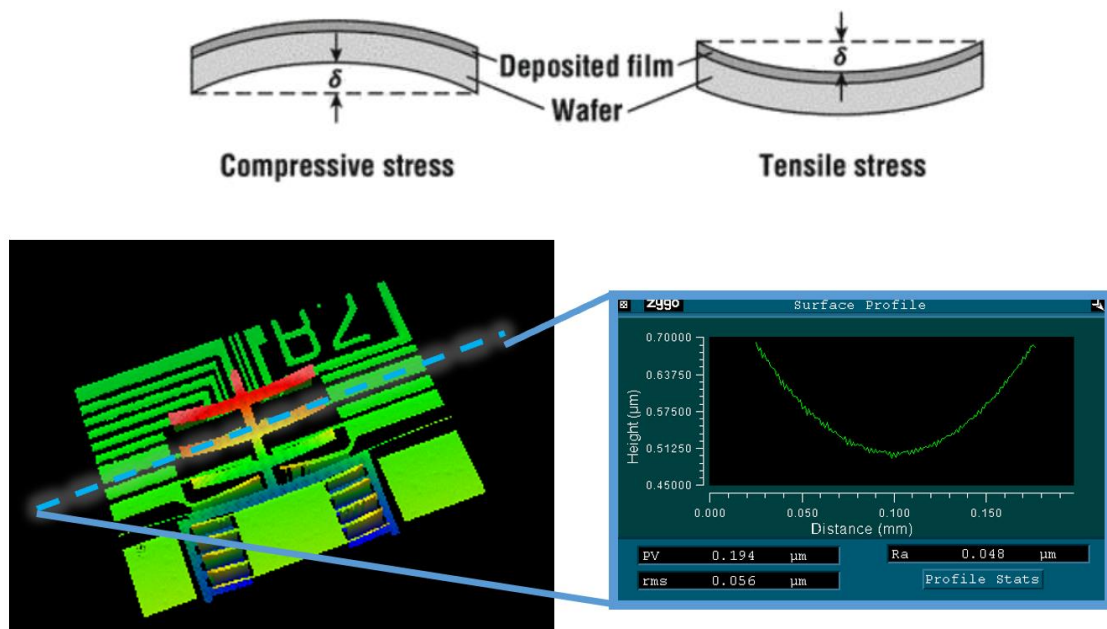 δ
Deposited film
δ
Wafer
Compressive stress
Tensile stress
R.7
zygo
Surface Profile
0.70000
0.63750
0.57500
0.51250
0.45000
Height (µm)
0.000
0.050
0.100
0.150
Distance (mm)
PV 0.194 µm
Ra 0.048 µm
rms 0.056 µm
Profile Stats